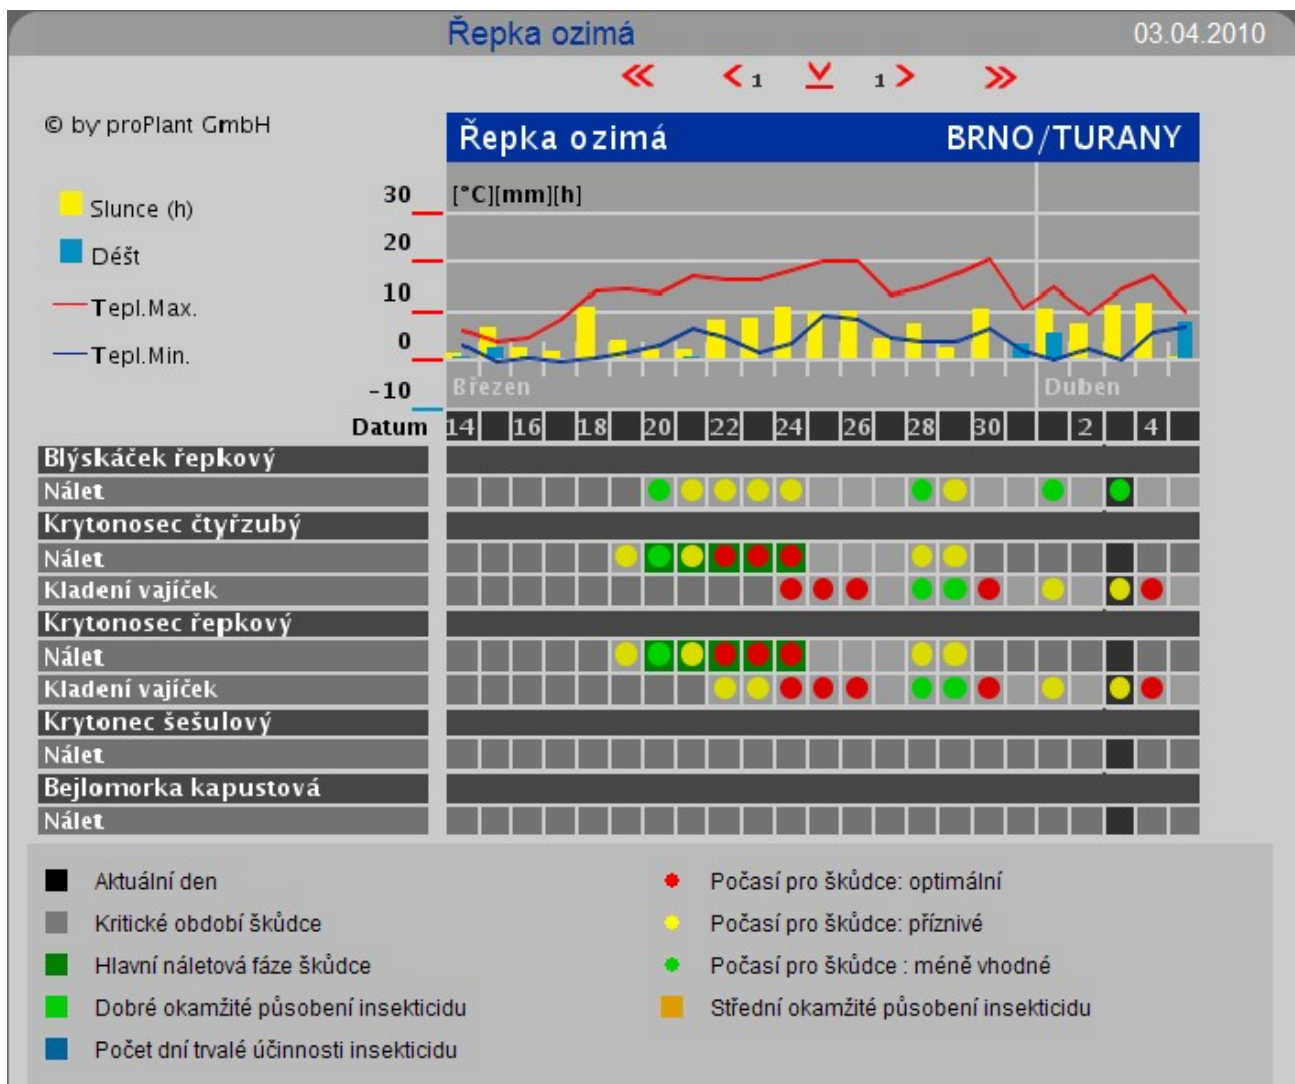 Řepka ozimá 03.04.2010
1 1
© by proPlant GmbH
Řepka ozimá BRNO/TURANY
Slunce (h)
Déšt
Tepl.Max.
Tepl.Min.
30
20
10
0
-10
[°C][mm][h]
Březen Duben
Datum 14 16 18 20 22 24 26 28 30 2 4
Blýskáček řepkový
Nálet
Krytonosec čtyřzubý
Nálet
Kladení vajíček
Krytonosec řepkový
Nálet
Kladení vajíček
Krytonec šešulový
Nálet
Bejlomorka kapustová
Nálet
Aktuální den
Kritické období škůdce
Hlavní náletová fáze škůdce
Dobré okamžité působení insekticidu
Počet dní trvalé účinnosti insekticidu
Počasí pro škůdce: optimální
Počasí pro škůdce: příznivé
Počasí pro škůdce : méně vhodné
Střední okamžité působení insekticidu